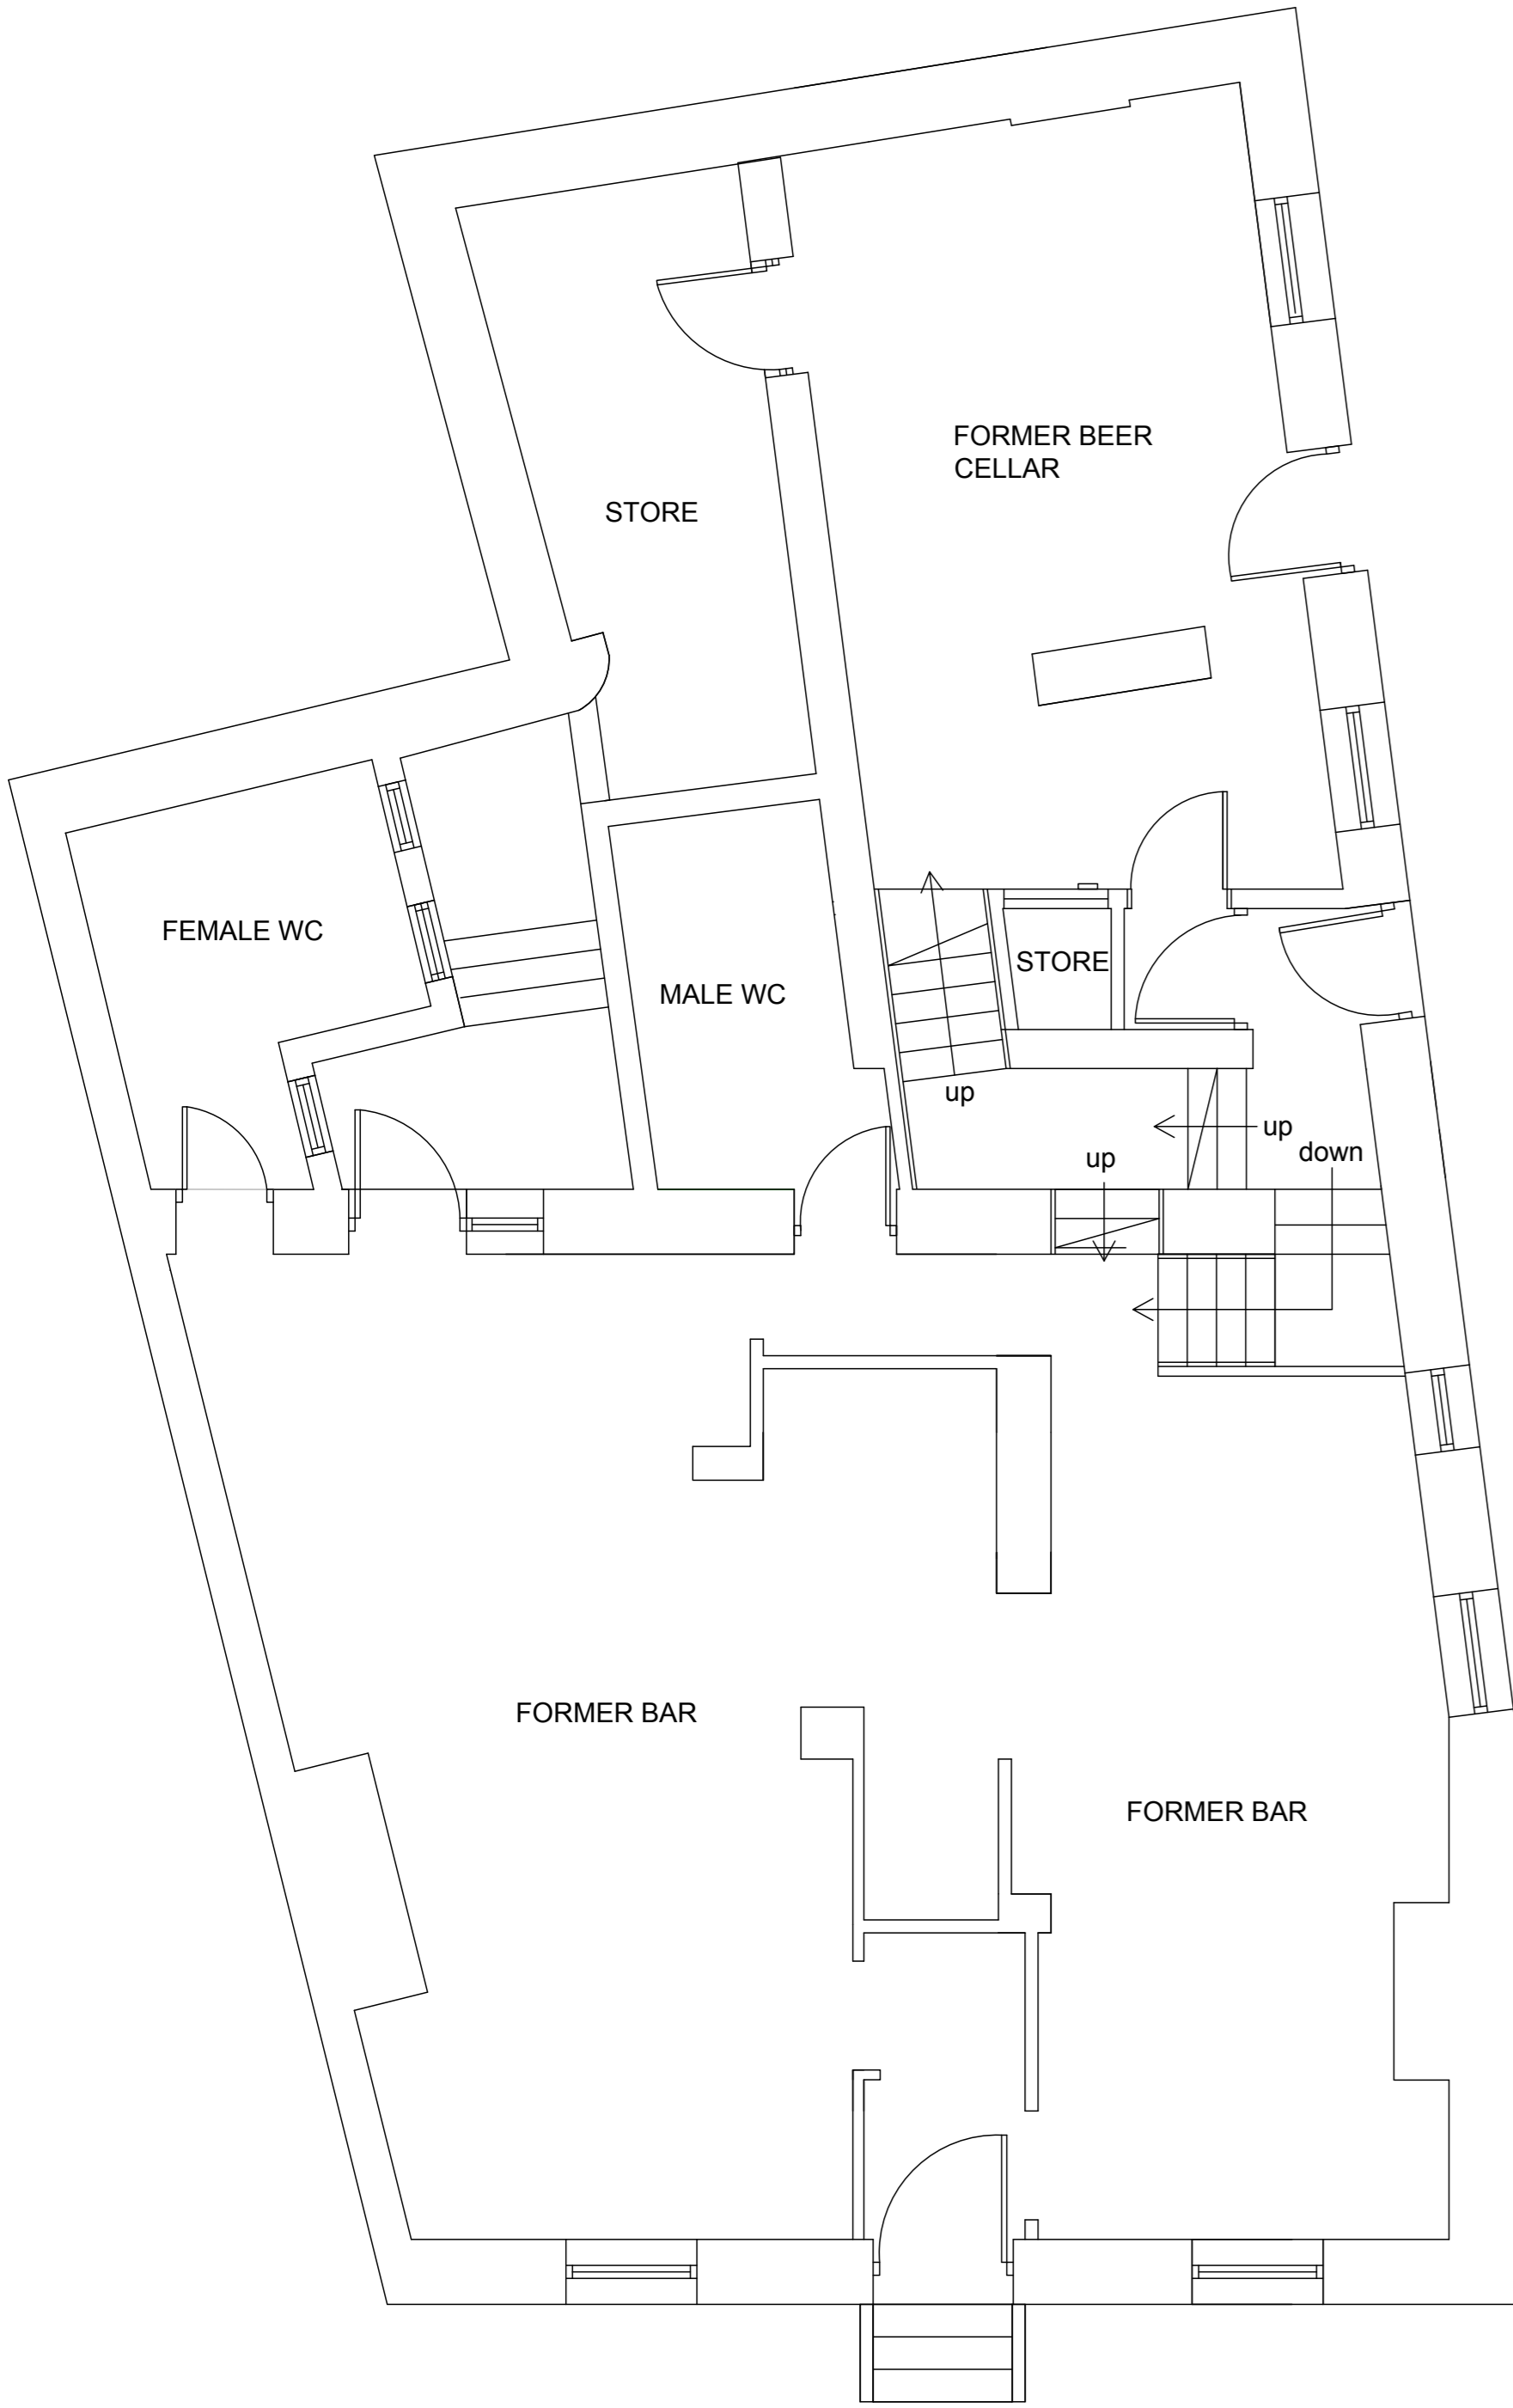 FORMER BEER
CELLAR
STORE
FEMALE WC
STORE
MALE WC
up
up
down
up
FORMER BAR
FORMER BAR